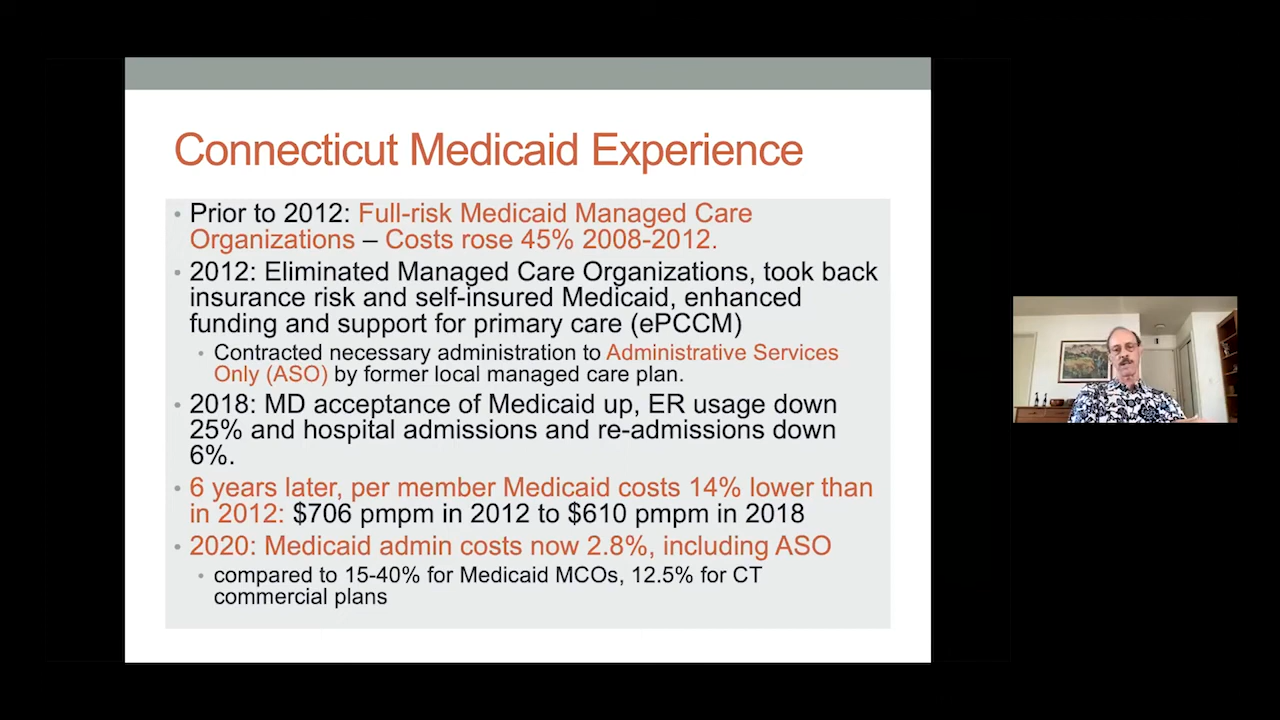 Connecticut Medicaid Experience
• Prior to 2012: Full-risk Medicaid Managed Care
Organizations – Costs rose 45% 2008-2012.
• 2012: Eliminated Managed Care Organizations, took back
insurance risk and self-insured Medicaid, enhanced
funding and support for primary care (ePCCM)
• Contracted necessary administration to Administrative Services
Only (ASO) by former local managed care plan.
• 2018: MD acceptance of Medicaid up, ER usage down
25% and hospital admissions and re-admissions down
6%.
• 6 years later, per member Medicaid costs 14% lower than
in 2012: $706 pmpm in 2012 to $610 pmpm in 2018
• 2020: Medicaid admin costs now 2.8%, including ASO
• compared to 15-40% for Medicaid MCOs, 12.5% for CT
commercial plans